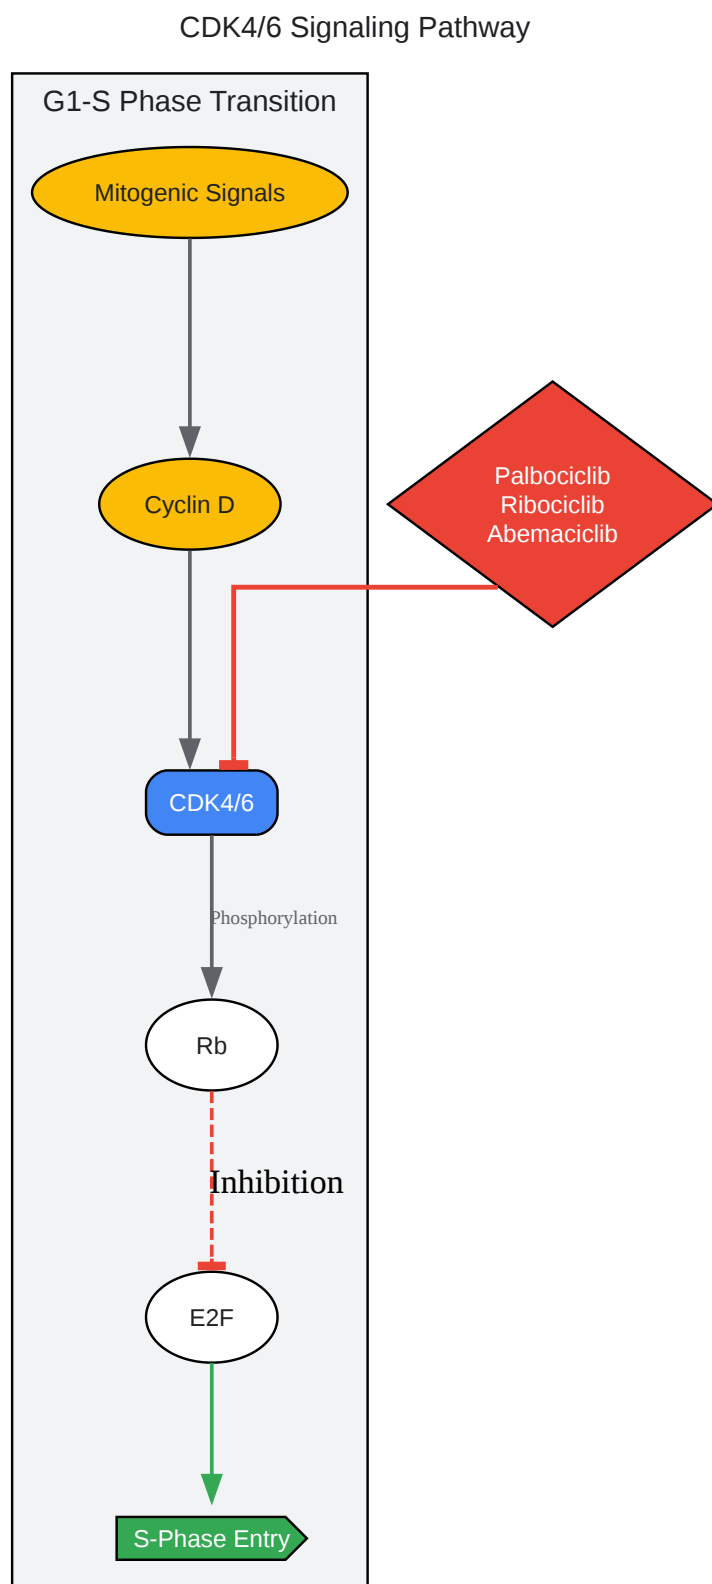 CDK4/6 Signaling Pathway
G1-S Phase Transition
Mitogenic Signals
Cyclin D
Palbociclib
Ribociclib
Abemaciclib
CDK4/6
Phosphorylation
Rb
Inhibition
E2F
S-Phase Entry